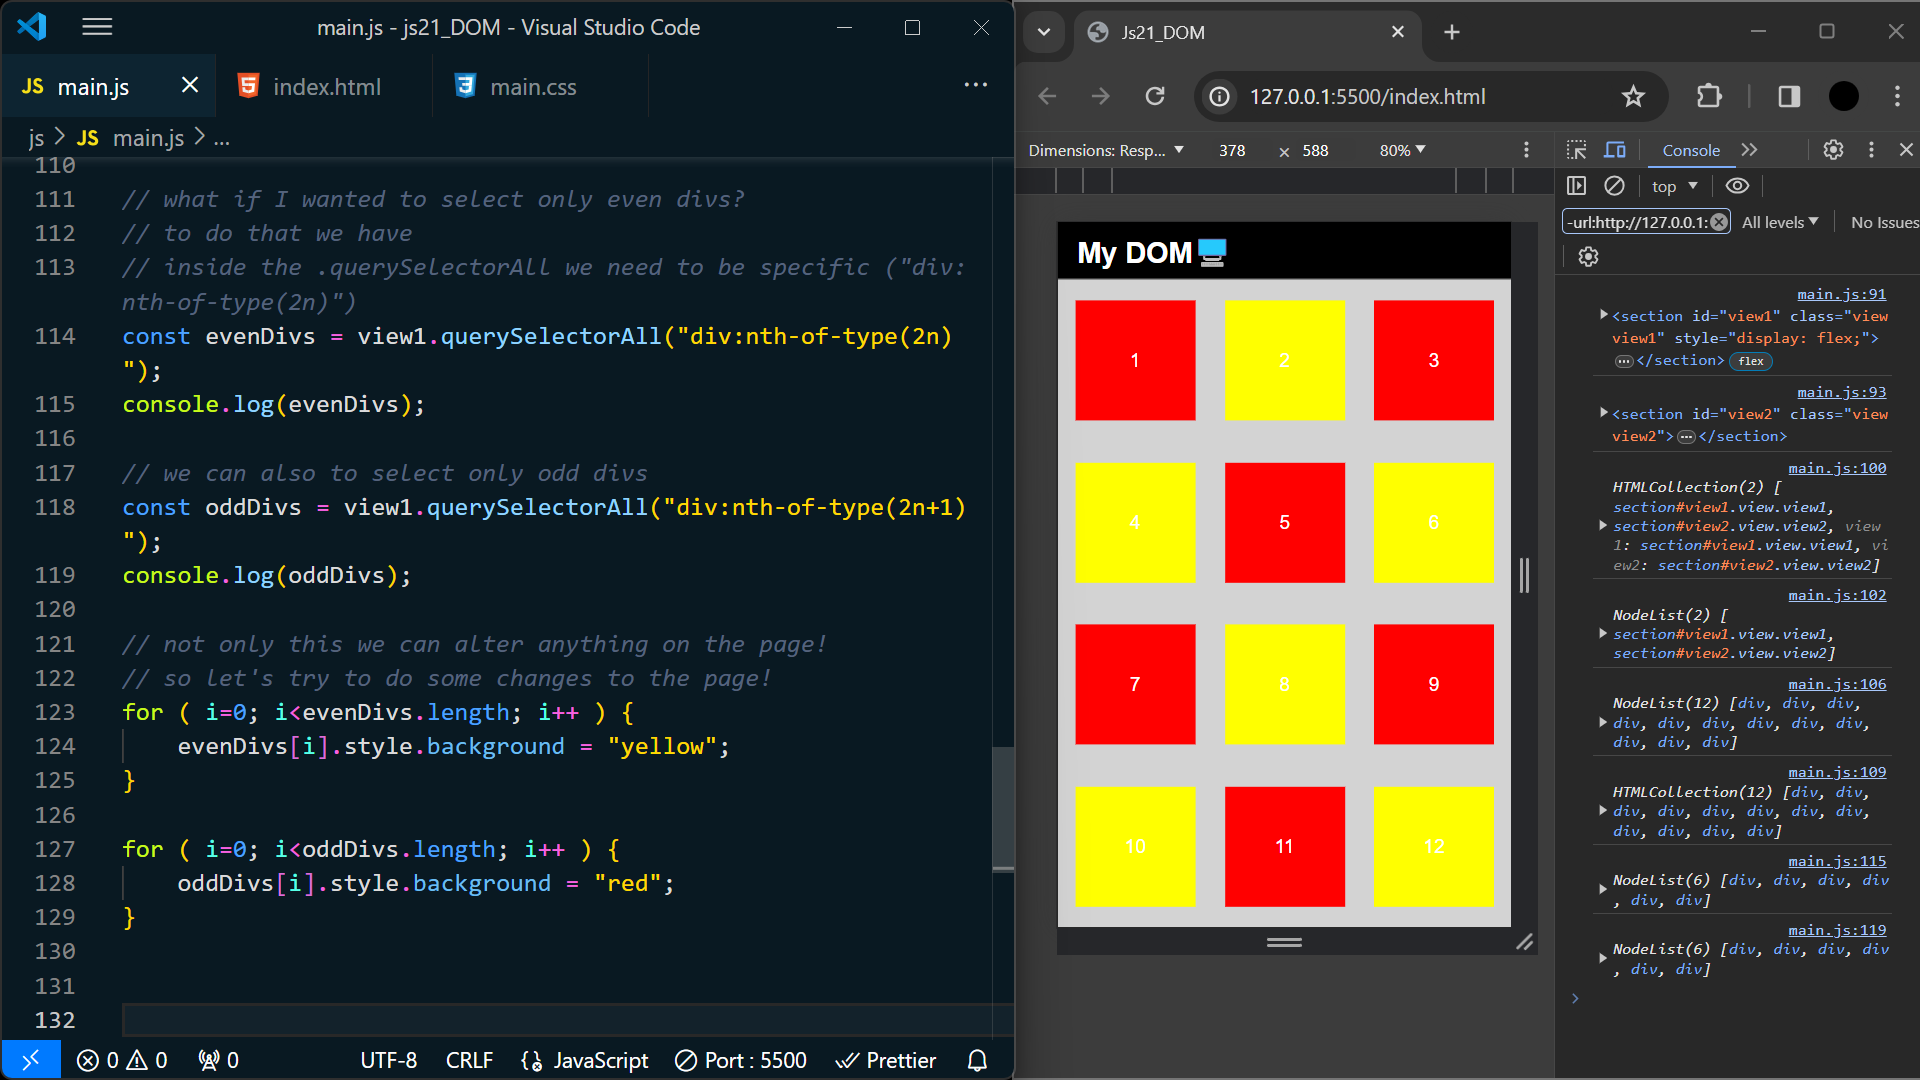 main.js - js21_DOM - Visual Studio Code
JS main.js
index.html
main.css
js > JS main.js > ...
110
111 // what if I wanted to select only even divs?
112 // to do that we have
113 // inside the .querySelectorAll we need to be specific ("div:
nth-of-type(2n)")
114 const evenDivs = view1.querySelectorAll("div:nth-of-type(2n)
");
115 console.log(evenDivs);
116
117 // we can also to select only odd divs
118 const oddDivs = view1.querySelectorAll("div:nth-of-type(2n+1)
");
119 console.log(oddDivs);
120
121 // not only this we can alter anything on the page!
122 // so let's try to do some changes to the page!
123 for ( i=0; i<evenDivs.length; i++ ) {
124 evenDivs[i].style.background = "yellow";
125 }
126
127 for ( i=0; i<oddDivs.length; i++ ) {
128 oddDivs[i].style.background = "red";
129 }
130
131
132
0 0 0 UTF-8 CRLF JavaScript Port : 5500 Prettier
Js21_DOM
127.0.0.1:5500/index.html
Dimensions: Resp... 378 × 588 80%
My DOM
1 2 3
4 5 6
7 8 9
10 11 12
Console
top
-url:http://127.0.0.1: All levels No Issues
main.js:91
<section id="view1" class="view
view1" style="display: flex;">
…</section> flex
main.js:93
<section id="view2" class="view
view2">…</section>
main.js:100
HTMLCollection(2) [
section#view1.view.view1,
section#view2.view.view2, view
1: section#view1.view.view1, vi
ew2: section#view2.view.view2]
main.js:102
NodeList(2) [
section#view1.view.view1,
section#view2.view.view2]
main.js:106
NodeList(12) [div, div, div,
div, div, div, div, div, div,
div, div, div]
main.js:109
HTMLCollection(12) [div, div,
div, div, div, div, div, div,
div, div, div, div]
main.js:115
NodeList(6) [div, div, div, div
, div, div]
main.js:119
NodeList(6) [div, div, div, div
, div, div]